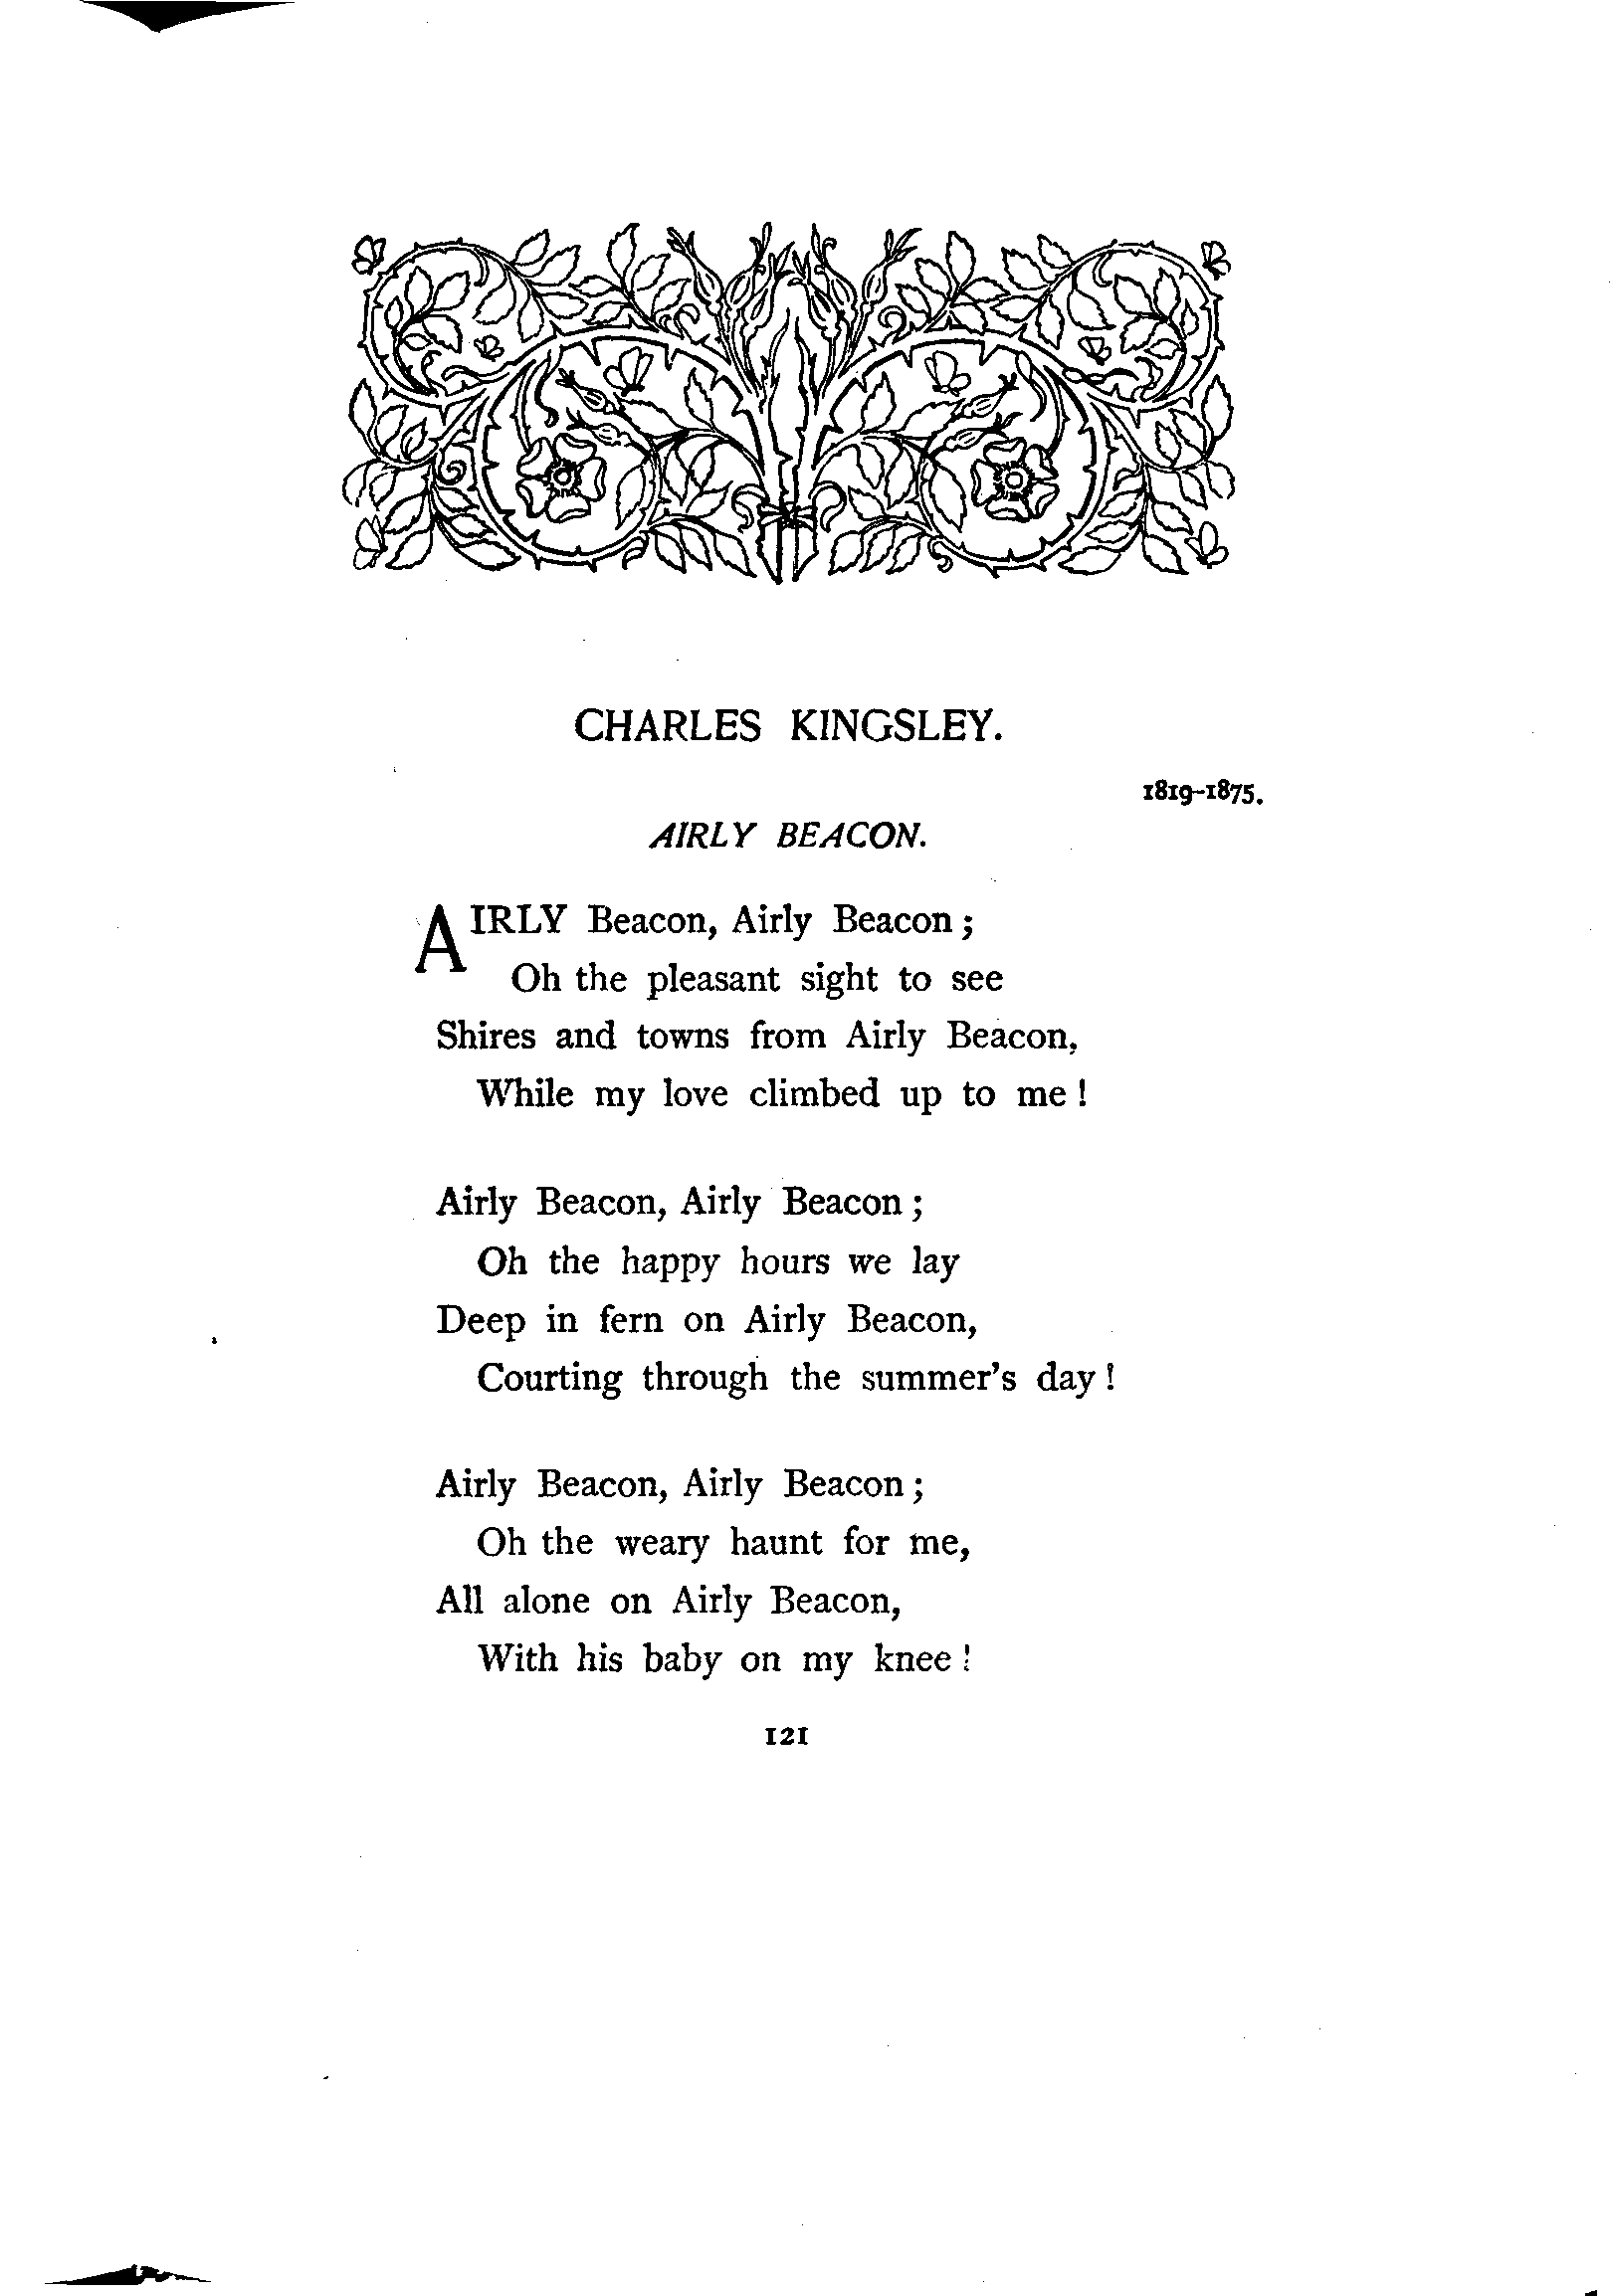 CHARLES KINGSLEY.
1819-1875.
AIRLY BEACON.
AIRLY Beacon, Airly Beacon;
Oh the pleasant sight to see
Shires and towns from Airly Beacon,
While my love climbed up to me!
Airly Beacon, Airly Beacon;
Oh the happy hours we lay
Deep in fern on Airly Beacon,
Courting through the summer's day!
Airly Beacon, Airly Beacon;
Oh the weary haunt for me,
All alone on Airly Beacon,
With his baby on my knee!
121